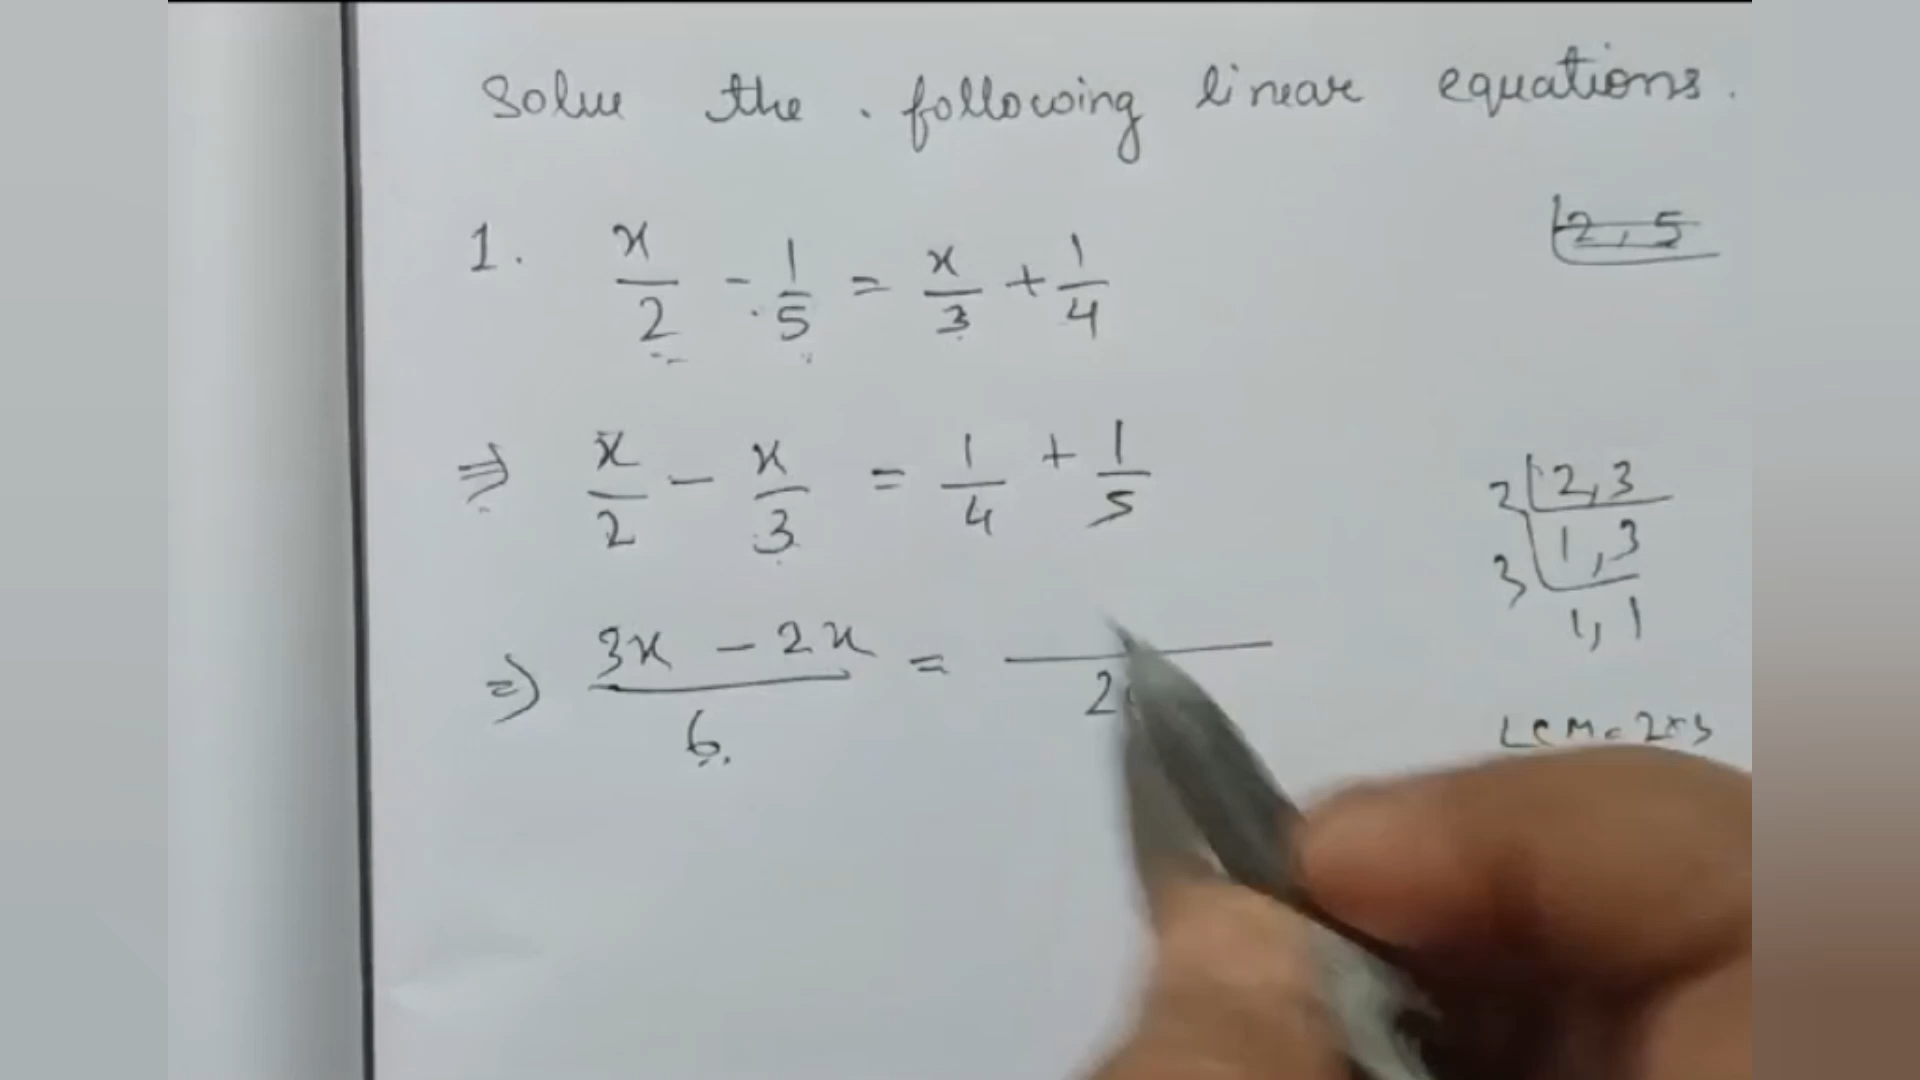 Solve the following linear equations.
1. x/2 - 1/5 = x/3 + 1/4
2, 5
⇒ x/2 - x/3 = 1/4 + 1/5
2 | 2, 3
3 | 1, 3
1, 1
⇒ 3x - 2x / 6 = / 2
LCM = 2×3